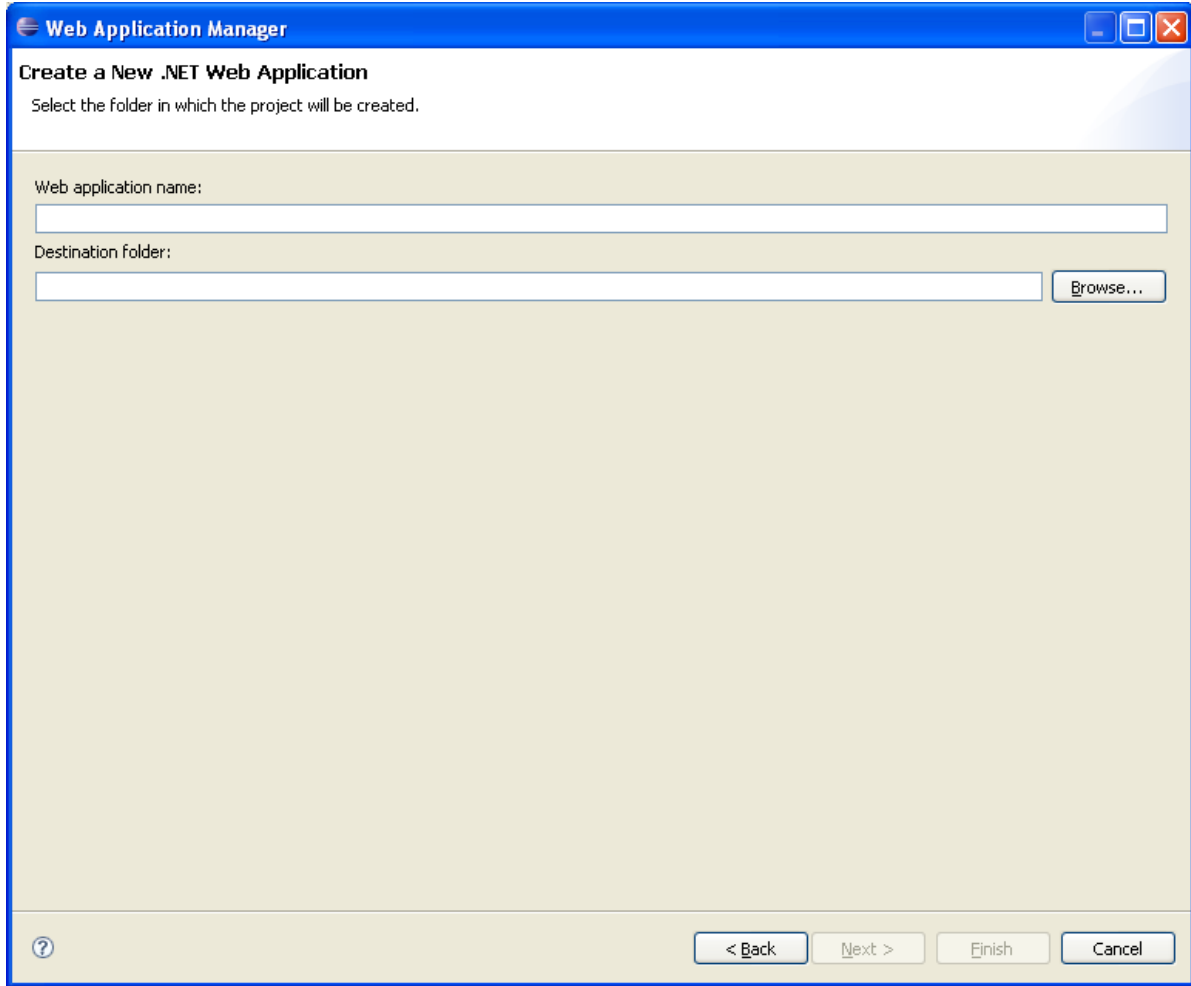 Web Application Manager
Create a New .NET Web Application
Select the folder in which the project will be created.
Web application name:
Destination folder:
Browse...
? < Back Next > Finish Cancel